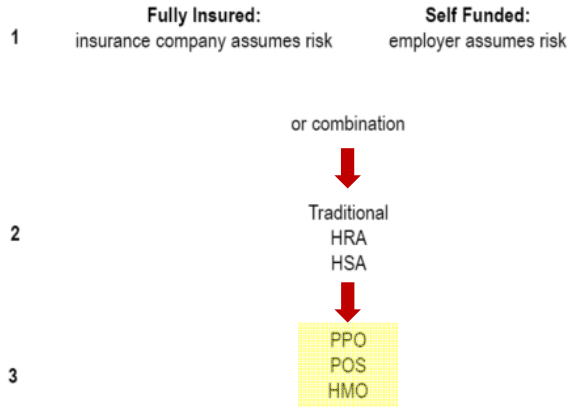 Fully Insured: Self Funded:
1 insurance company assumes risk employer assumes risk
or combination
Traditional
2 HRA
HSA
PPO
POS
3 HMO